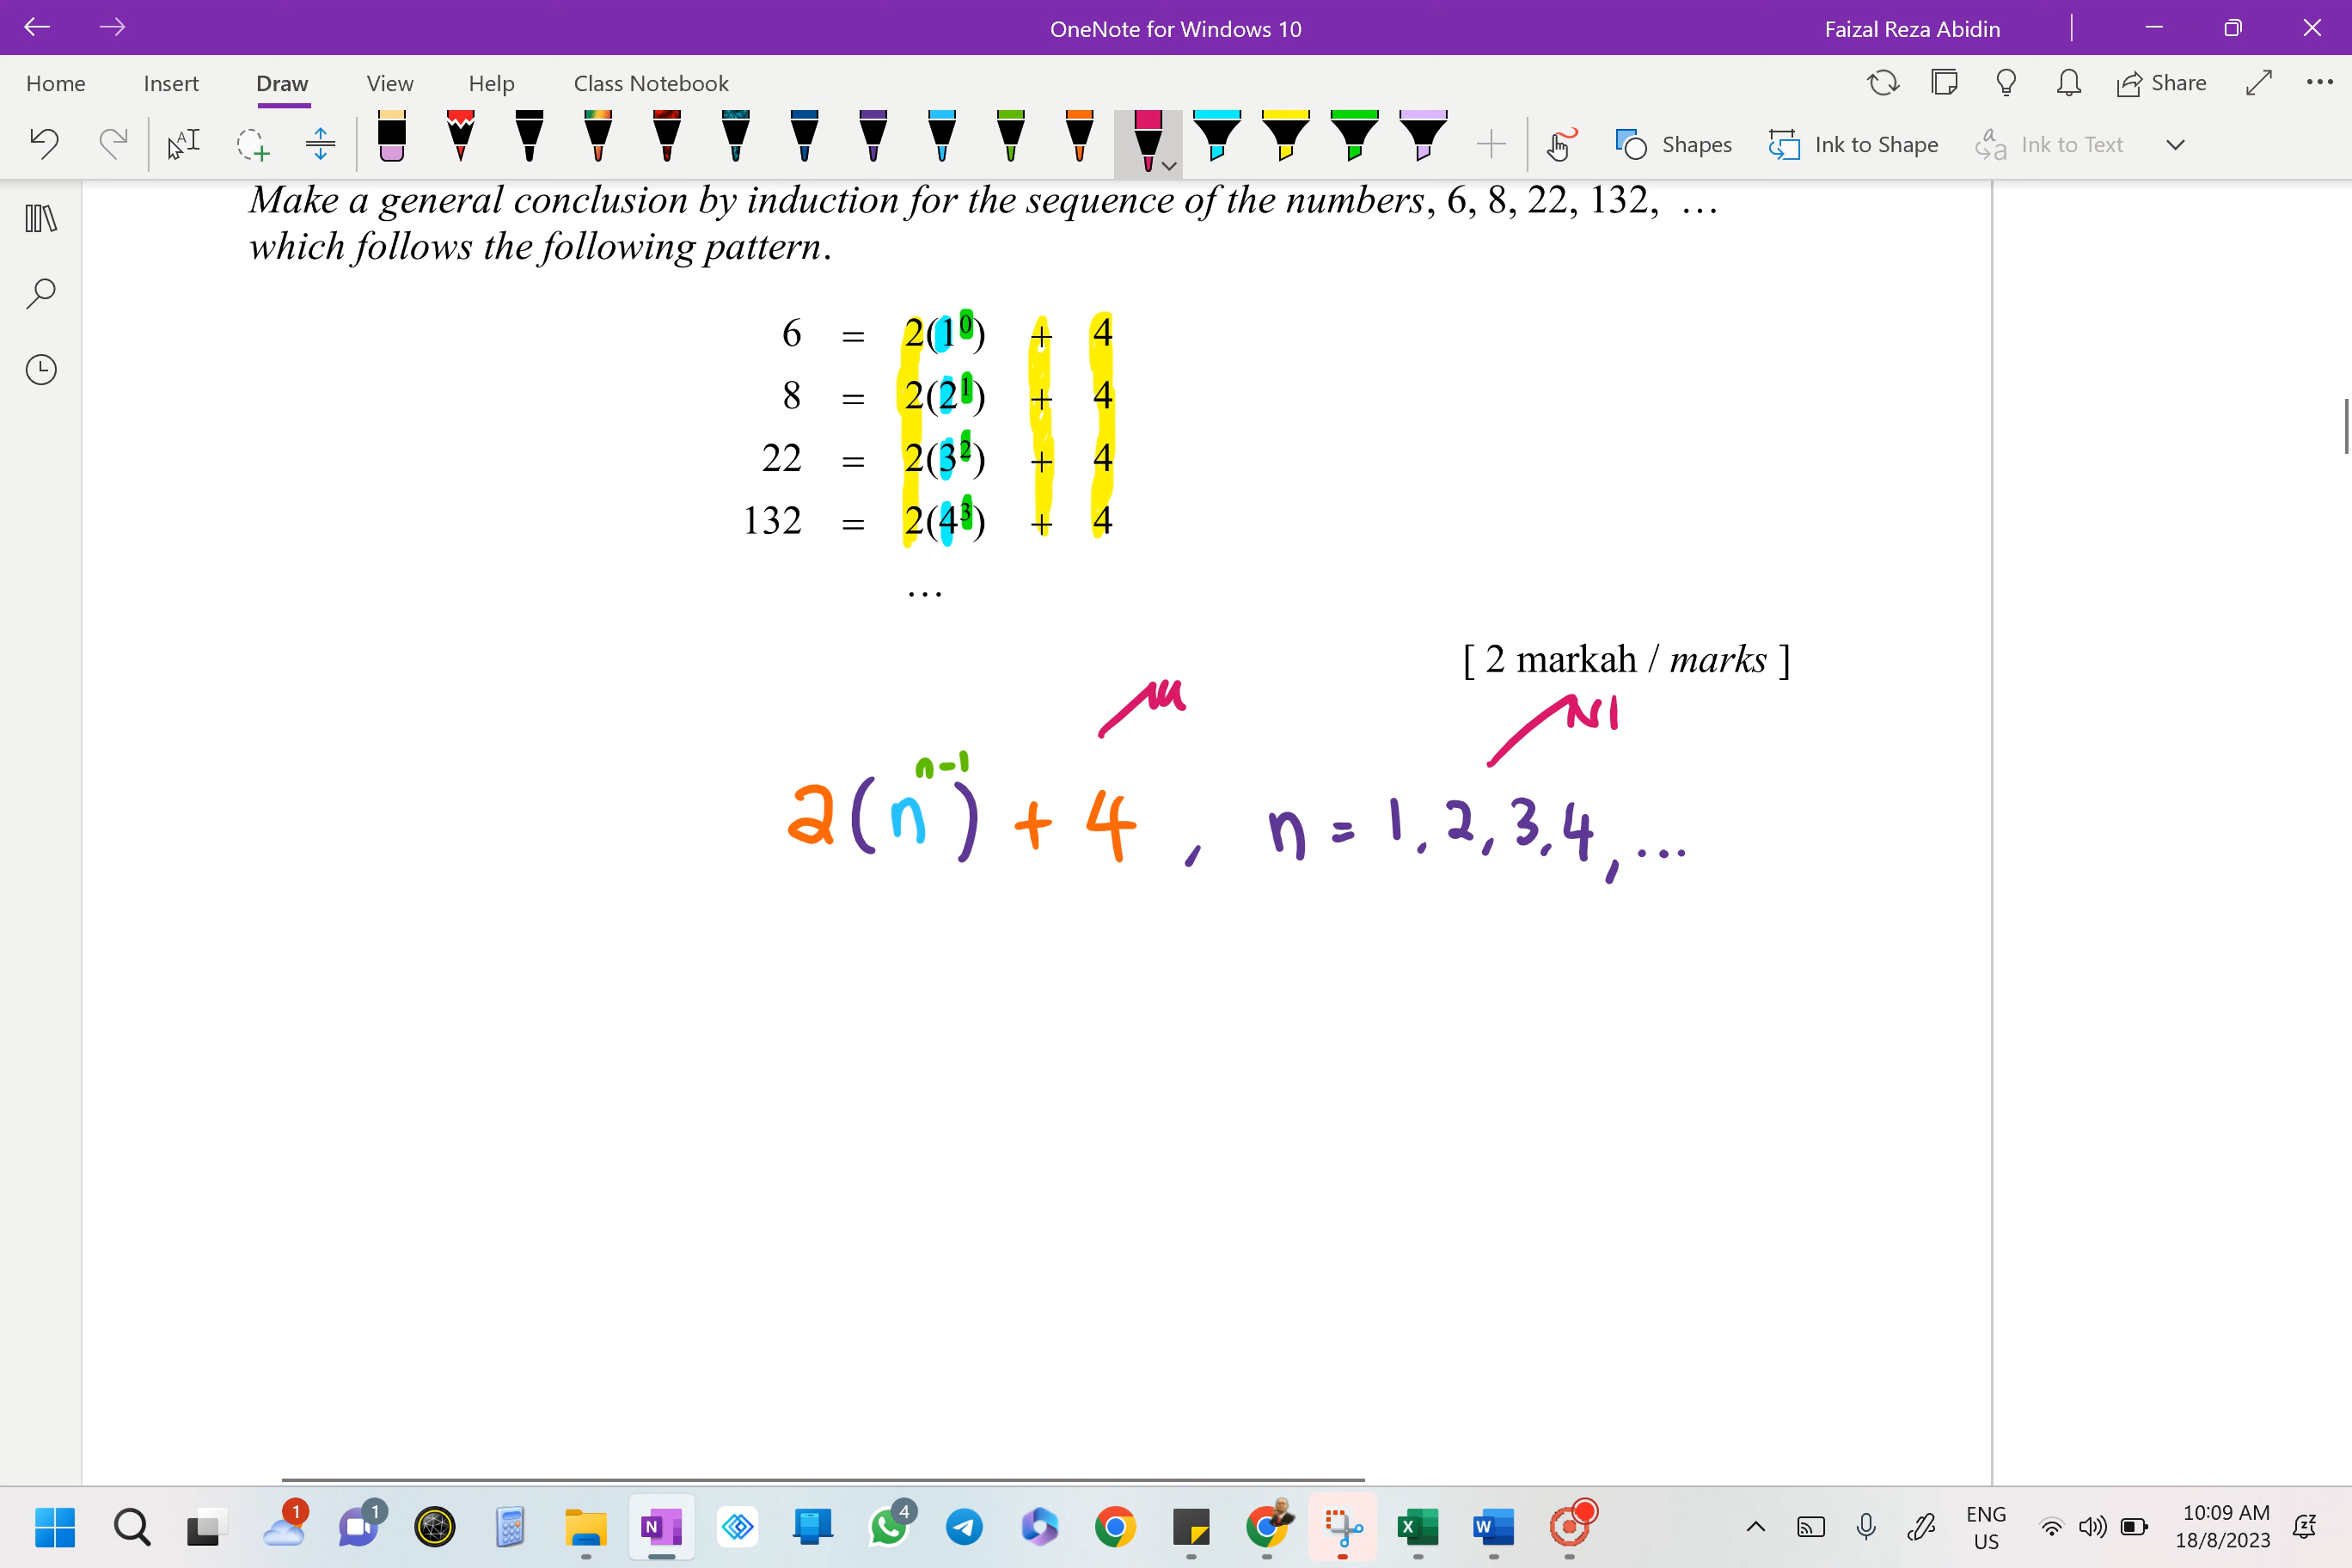 OneNote for Windows 10
Faizal Reza Abidin
Home Insert Draw View Help Class Notebook Share
Shapes Ink to Shape Ink to Text
Make a general conclusion by induction for the sequence of the numbers, 6, 8, 22, 132, …
which follows the following pattern.
6 = 2(1⁰) + 4
8 = 2(2¹) + 4
22 = 2(3²) + 4
132 = 2(4³) + 4
…
[ 2 markah / marks ]
N1
2(nⁿ⁻¹) + 4 , n = 1, 2, 3, 4, ...
1 1 4
ENG
US
10:09 AM
18/8/2023